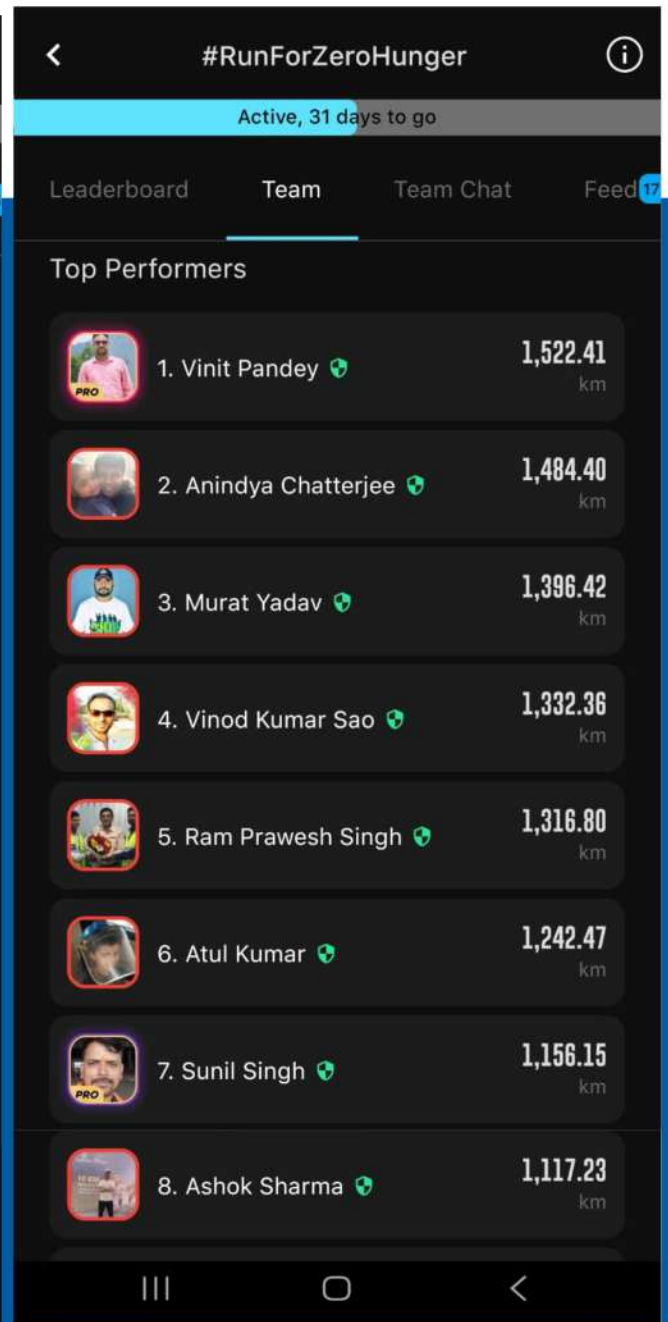 #RunForZeroHunger
Active, 31 days to go
Leaderboard Team Team Chat Feed 17
Top Performers
1. Vinit Pandey 1,522.41
km
PRO
2. Anindya Chatterjee 1,484.40
km
3. Murat Yadav 1,396.42
km
4. Vinod Kumar Sao 1,332.36
km
5. Ram Prawesh Singh 1,316.80
km
6. Atul Kumar 1,242.47
km
7. Sunil Singh 1,156.15
km
PRO
8. Ashok Sharma 1,117.23
km